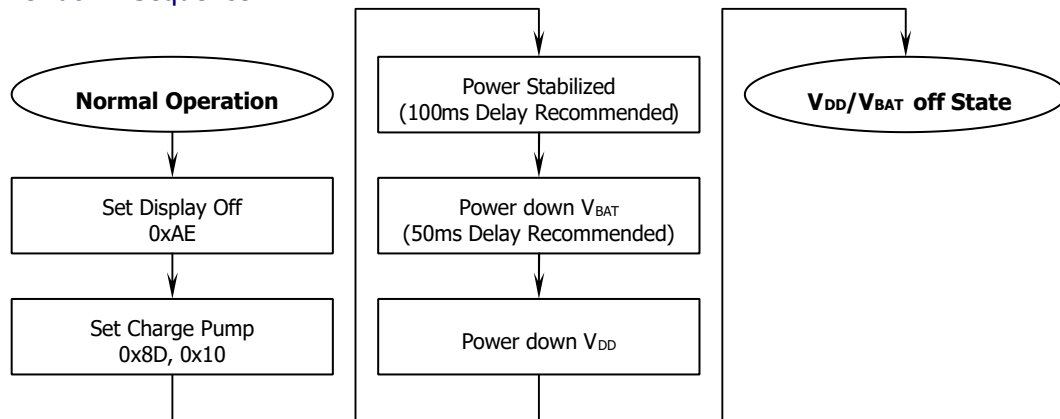 Sequence
Normal Operation
Set Display Off
0xAE
Set Charge Pump
0x8D, 0x10
Power Stabilized
(100ms Delay Recommended)
Power down VBAT
(50ms Delay Recommended)
Power down VDD
VDD/VBAT off State